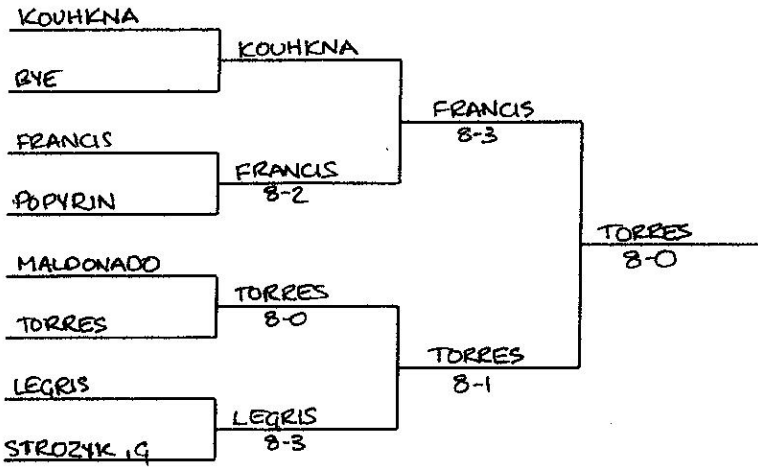 KOUHKNA
BYE
FRANCIS
POPYRIN
MALDONADO
TORRES
LEGRIS
STROZYK, G
KOUHKNA
FRANCIS
8-2
TORRES
8-0
LEGRIS
8-3
FRANCIS
8-3
TORRES
8-1
TORRES
8-0